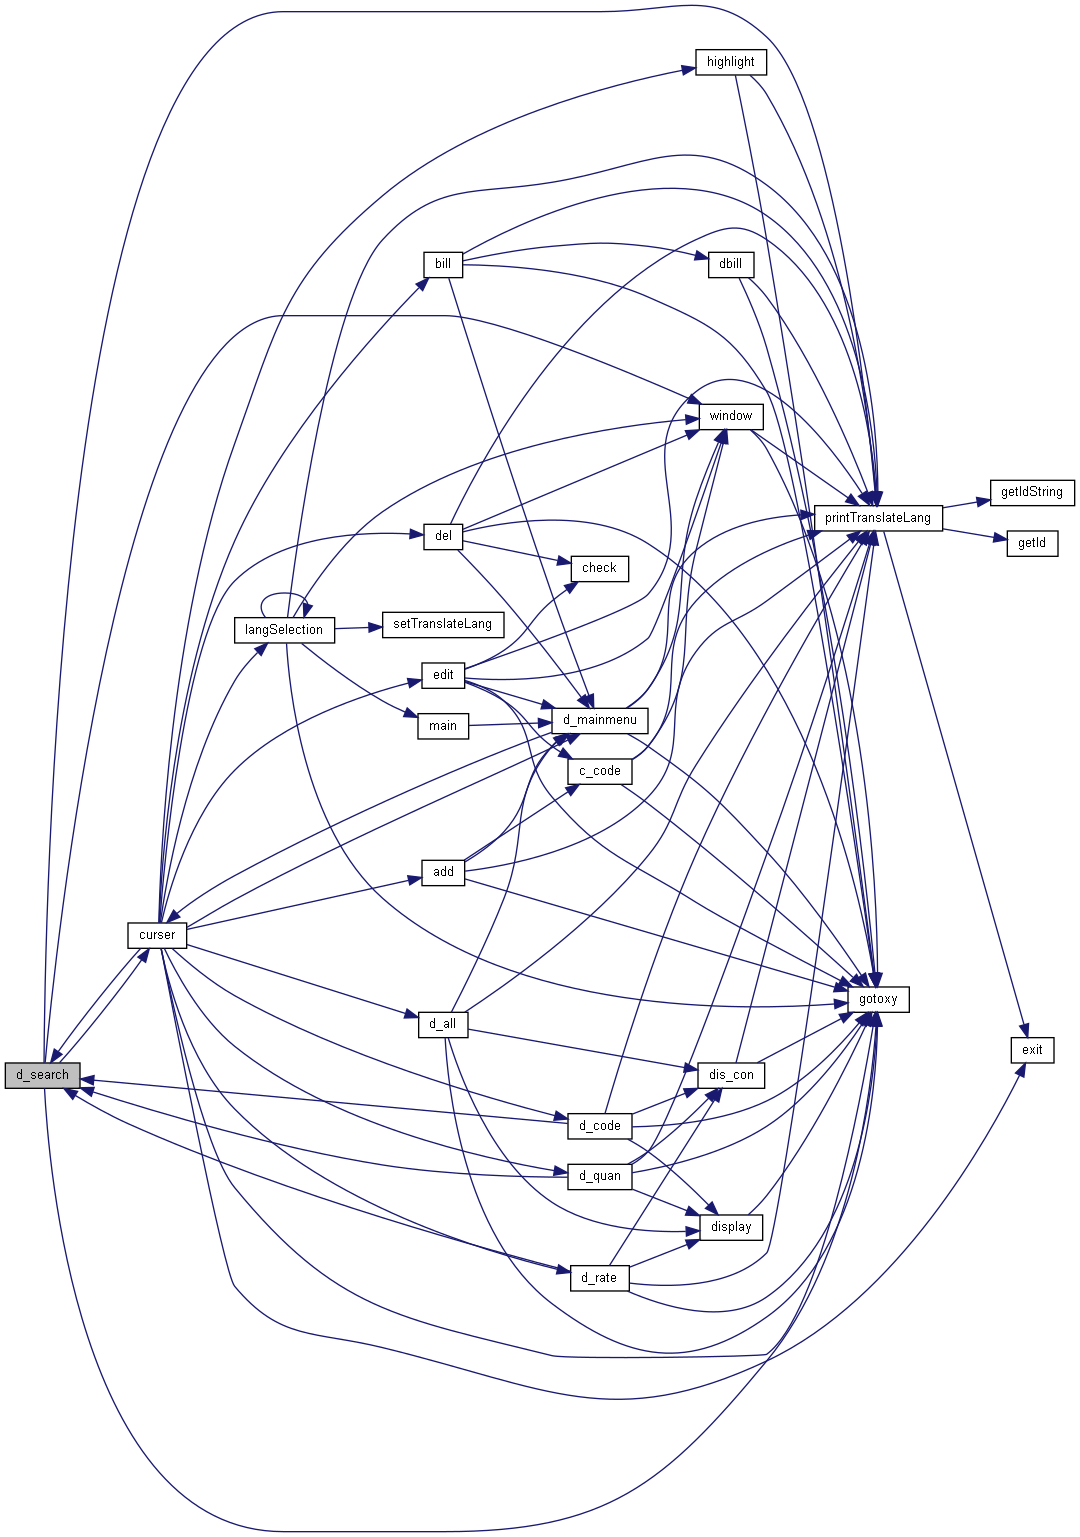 highlight
bill
dbill
window
getIdString
printTranslateLang
del
getId
check
setTranslateLang
langSelection
edit
d_mainmenu
main
c_code
add
curser
gotoxy
d_all
exit
d_search
dis_con
d_code
d_quan
display
d_rate